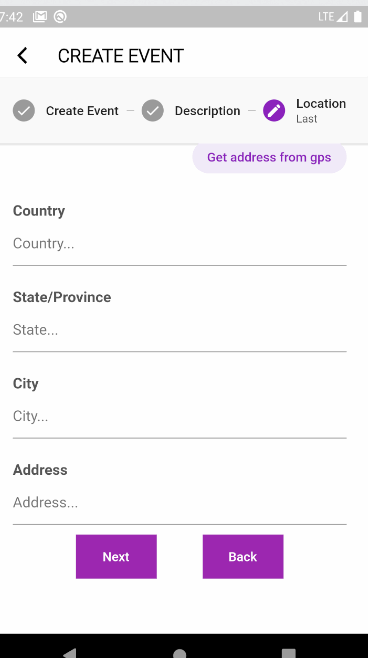 7:42 LTE
CREATE EVENT
Create Event Description Location
Last
Get address from gps
Country
Country...
State/Province
State...
City
City...
Address
Address...
Next Back